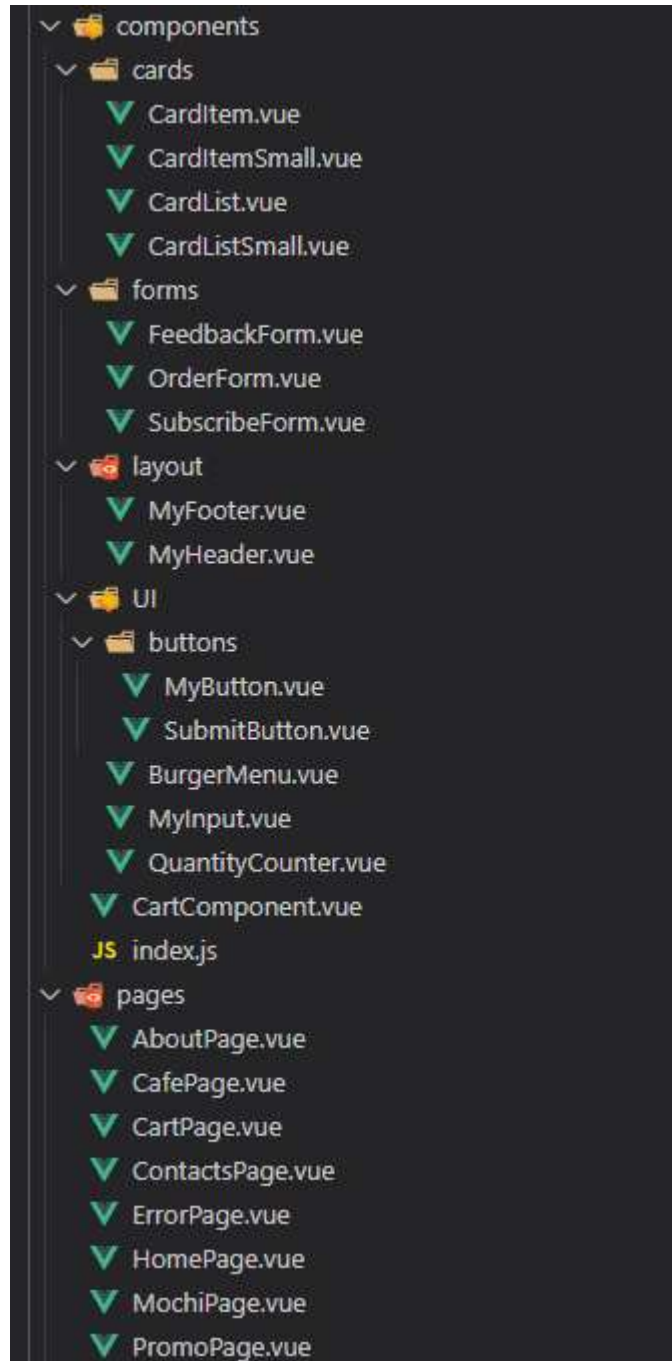 components
cards
CardItem.vue
CardItemSmall.vue
CardList.vue
CardListSmall.vue
forms
FeedbackForm.vue
OrderForm.vue
SubscribeForm.vue
layout
MyFooter.vue
MyHeader.vue
UI
buttons
MyButton.vue
SubmitButton.vue
BurgerMenu.vue
MyInput.vue
QuantityCounter.vue
CartComponent.vue
JS index.js
pages
AboutPage.vue
CafePage.vue
CartPage.vue
ContactsPage.vue
ErrorPage.vue
HomePage.vue
MochiPage.vue
PromoPage.vue